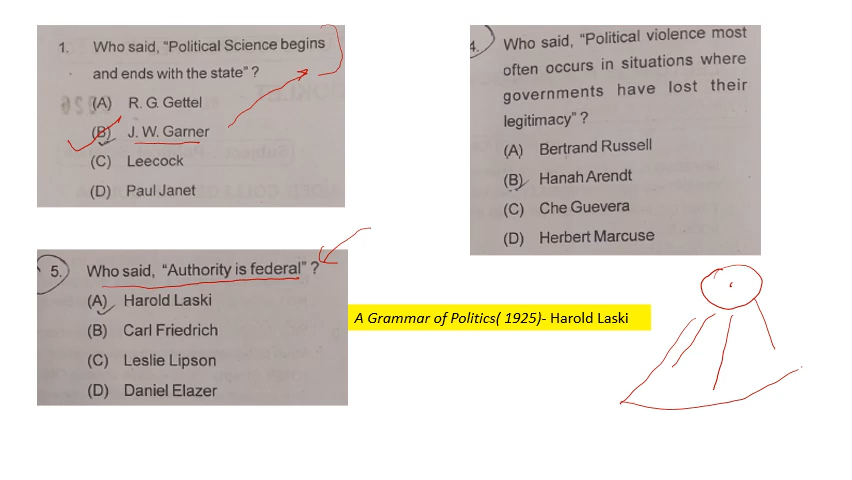 1. Who said, "Political Science begins
and ends with the state" ?
(A) R. G. Gettel
(B) J. W. Garner
(C) Leecock
(D) Paul Janet
4. Who said, "Political violence most
often occurs in situations where
governments have lost their
legitimacy" ?
(A) Bertrand Russell
(B) Hanah Arendt
(C) Che Guevera
(D) Herbert Marcuse
5. Who said, "Authority is federal" ?
(A) Harold Laski
(B) Carl Friedrich
(C) Leslie Lipson
(D) Daniel Elazer
A Grammar of Politics( 1925)- Harold Laski